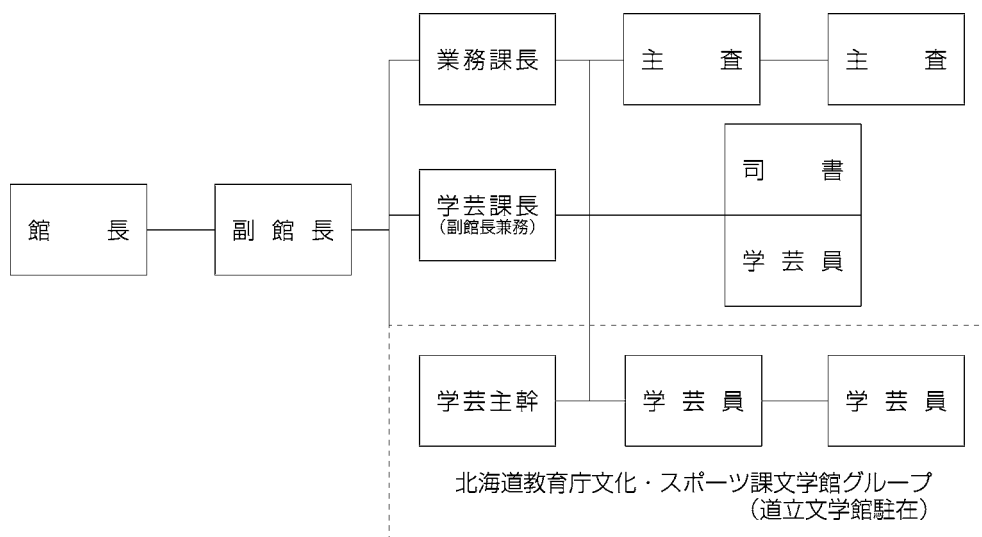 館長
副館長
業務課長
主査
主査
学芸課長
(副館長兼務)
司書
学芸員
学芸主幹
学芸員
学芸員
北海道教育庁文化・スポーツ課文学館グループ
(道立文学館駐在)